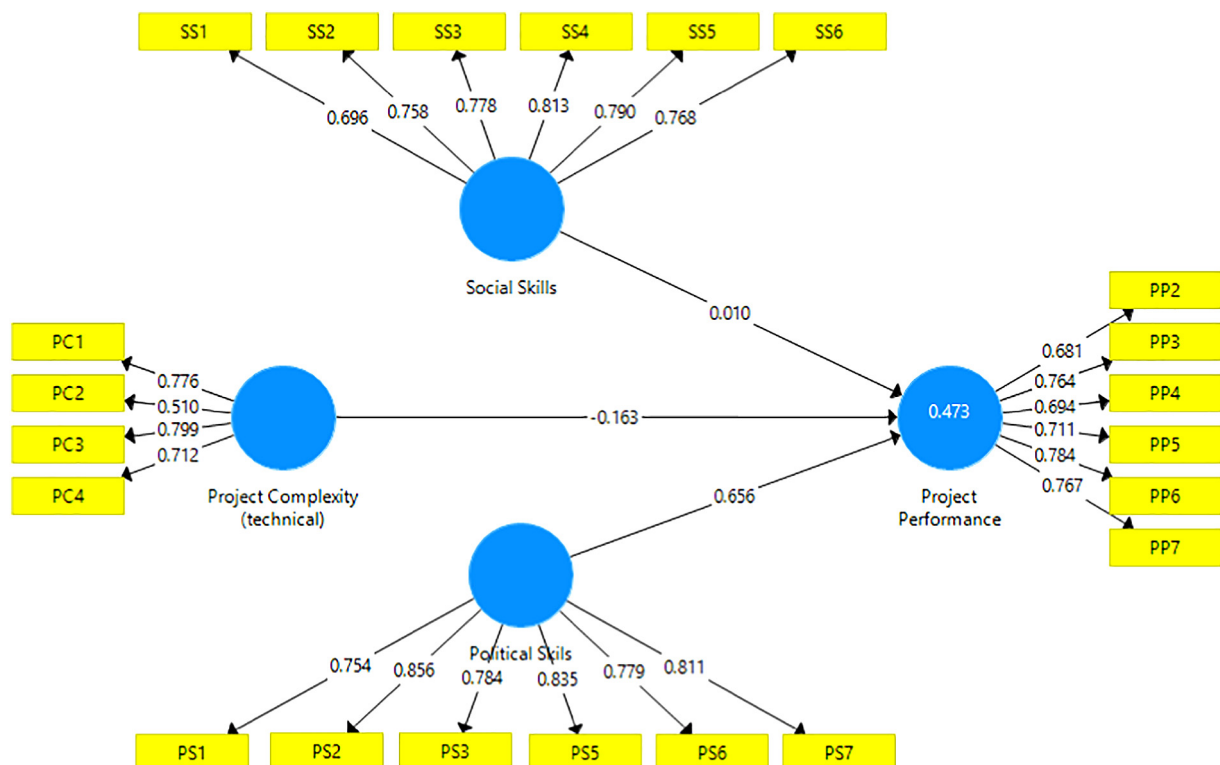 SS1 SS2 SS3 SS4 SS5 SS6
0.696 0.758 0.778 0.813 0.790 0.768
Social Skills
0.010
PC1
PC2
PC3
PC4
0.776
0.510
0.799
0.712
Project Complexity
(technical)
-0.163
0.656
0.473
Project
Performance
0.681
0.764
0.694
0.711
0.784
0.767
PP2
PP3
PP4
PP5
PP6
PP7
Political Skils
0.754 0.856 0.784 0.835 0.779 0.811
PS1 PS2 PS3 PS5 PS6 PS7